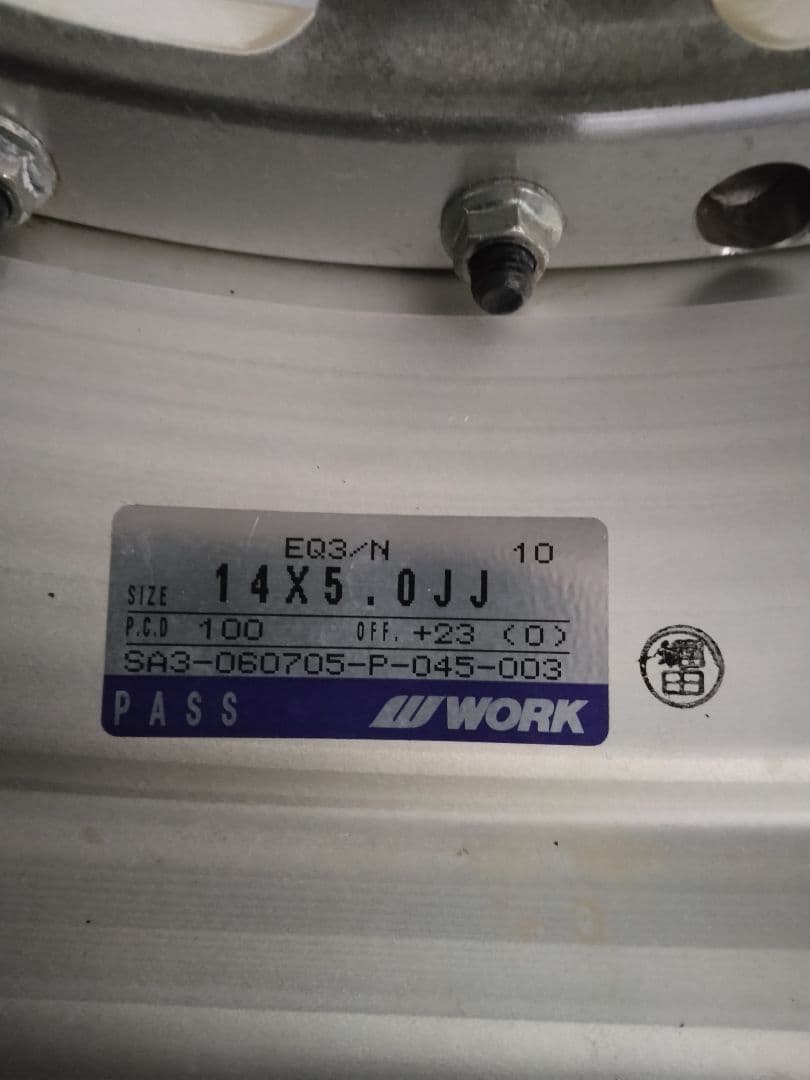 EQ3/N 10
SIZE 14X5.0JJ
P.C.D 100 OFF. +23 (0)
SA3-060705-P-045-003
PASS WORK